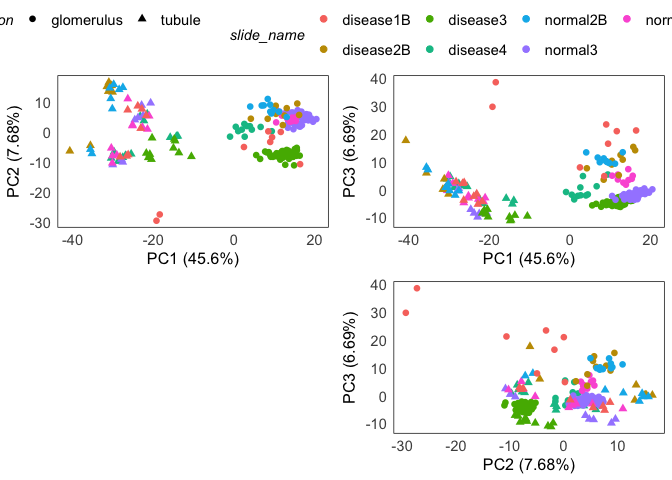 on glomerulus tubule
slide_name
disease1B disease3 normal2B norn
disease2B disease4 normal3
10
0
-10
-20
-30
PC2 (7.68%)
-40 -20 0 20
PC1 (45.6%)
40
30
20
10
0
-10
PC3 (6.69%)
-40 -20 0 20
PC1 (45.6%)
40
30
20
10
0
-10
PC3 (6.69%)
-30 -20 -10 0 10
PC2 (7.68%)